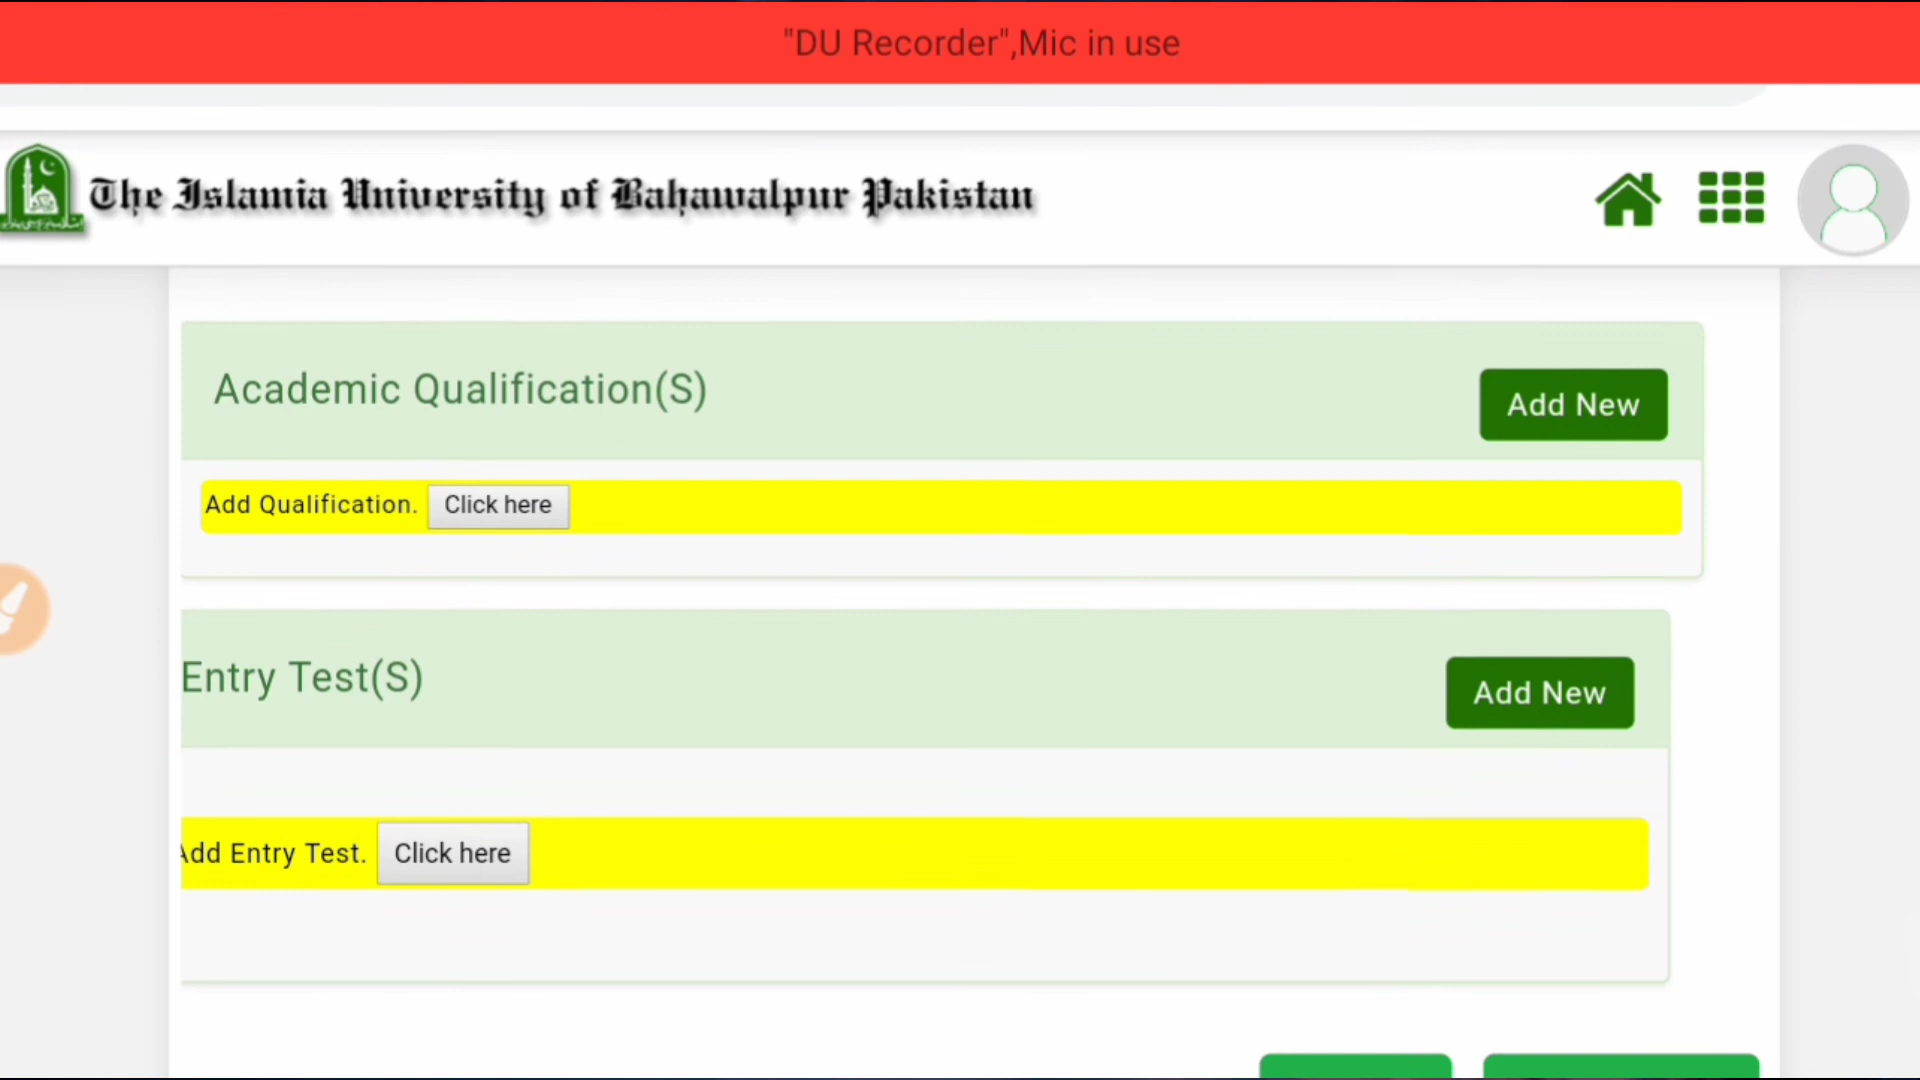 "DU Recorder",Mic in use
The Islamia University of Bahawalpur Pakistan
Academic Qualification(S)
Add New
Add Qualification. Click here
Entry Test(S)
Add New
Add Entry Test. Click here